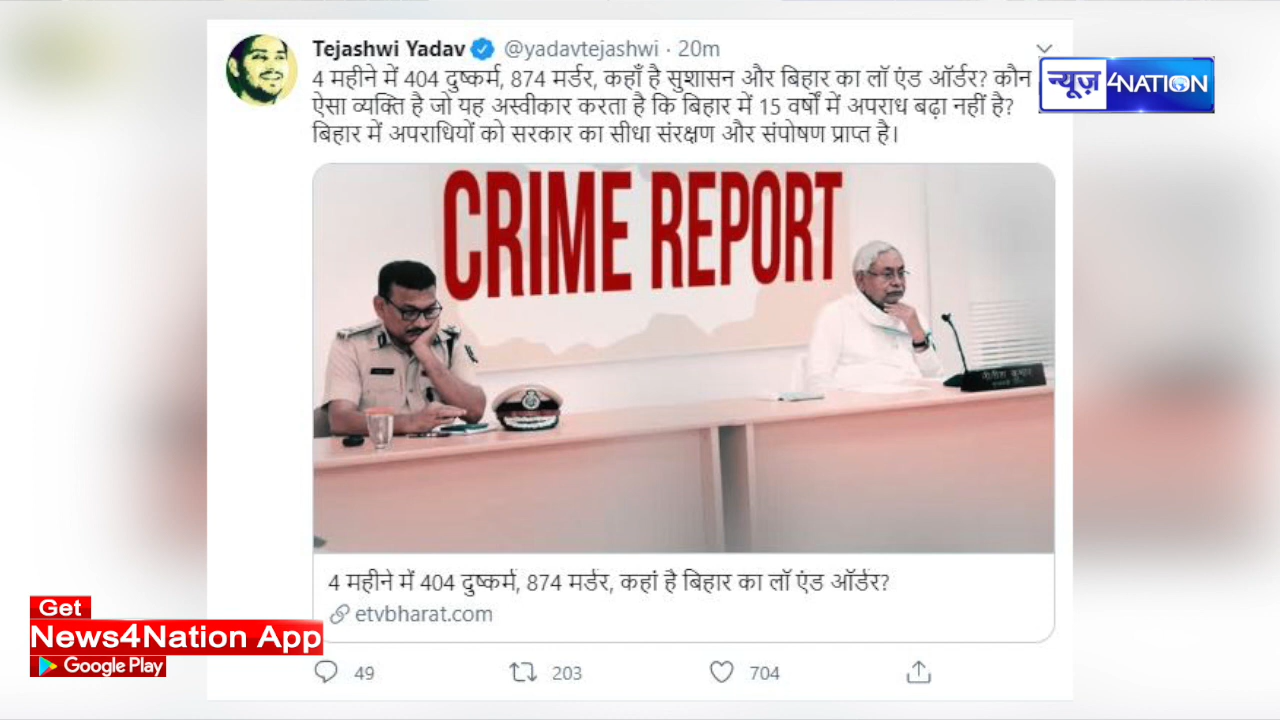 Tejashwi Yadav @yadavtejashwi · 20m
4 महीने में 404 दुष्कर्म, 874 मर्डर, कहाँ है सुशासन और बिहार का लॉ एंड ऑर्डर? कौन
ऐसा व्यक्ति है जो यह अस्वीकार करता है कि बिहार में 15 वर्षों में अपराध बढ़ा नहीं है?
बिहार में अपराधियों को सरकार का सीधा संरक्षण और संपोषण प्राप्त है।
न्यूज़ 4NATION
CRIME REPORT
नीतीश कुमार
4 महीने में 404 दुष्कर्म, 874 मर्डर, कहां है बिहार का लॉ एंड ऑर्डर?
etvbharat.com
49 203 704
Get
News4Nation App
Google Play